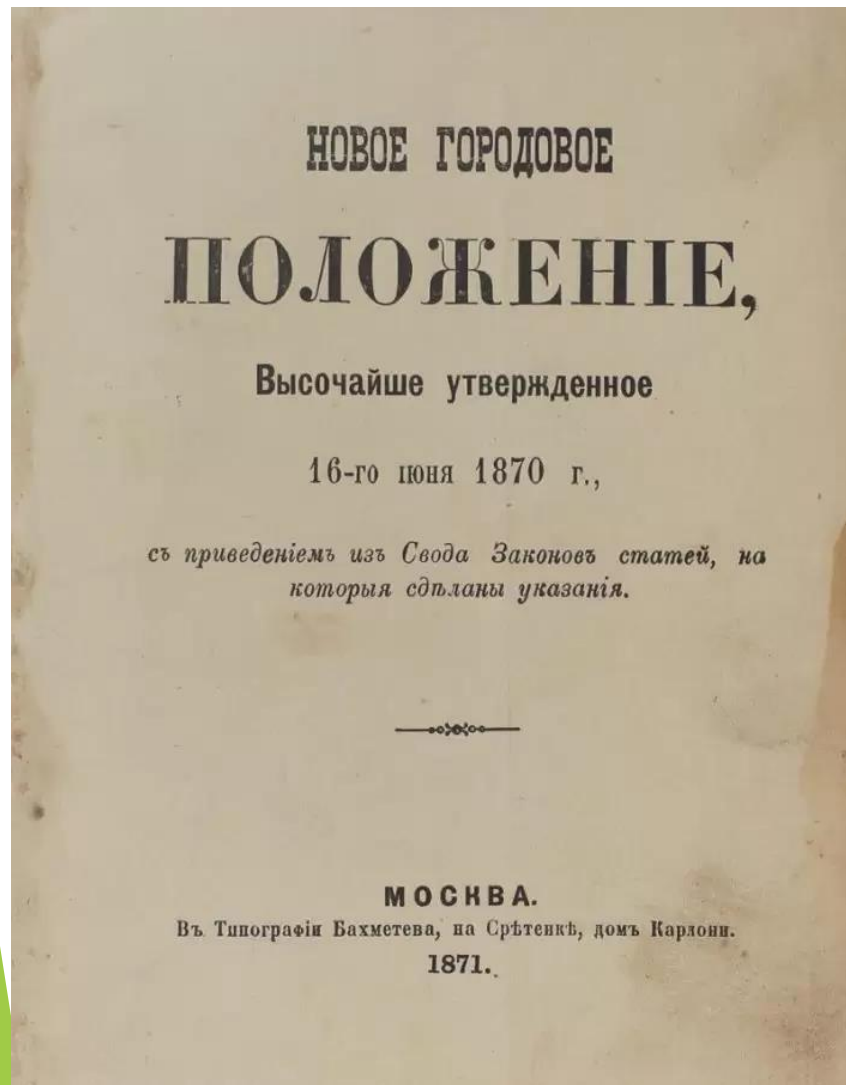 НОВОЕ ГОРОДОВОЕ
ПОЛОЖЕНІЕ,
Высочайше утвержденное
16-го іюня 1870 г.,
съ приведеніемъ изъ Свода Законовъ статей, на
которыя сдѣланы указанія.
МОСКВА.
Въ Типографіи Бахметева, на Срѣтенкѣ, домъ Карлони.
1871.